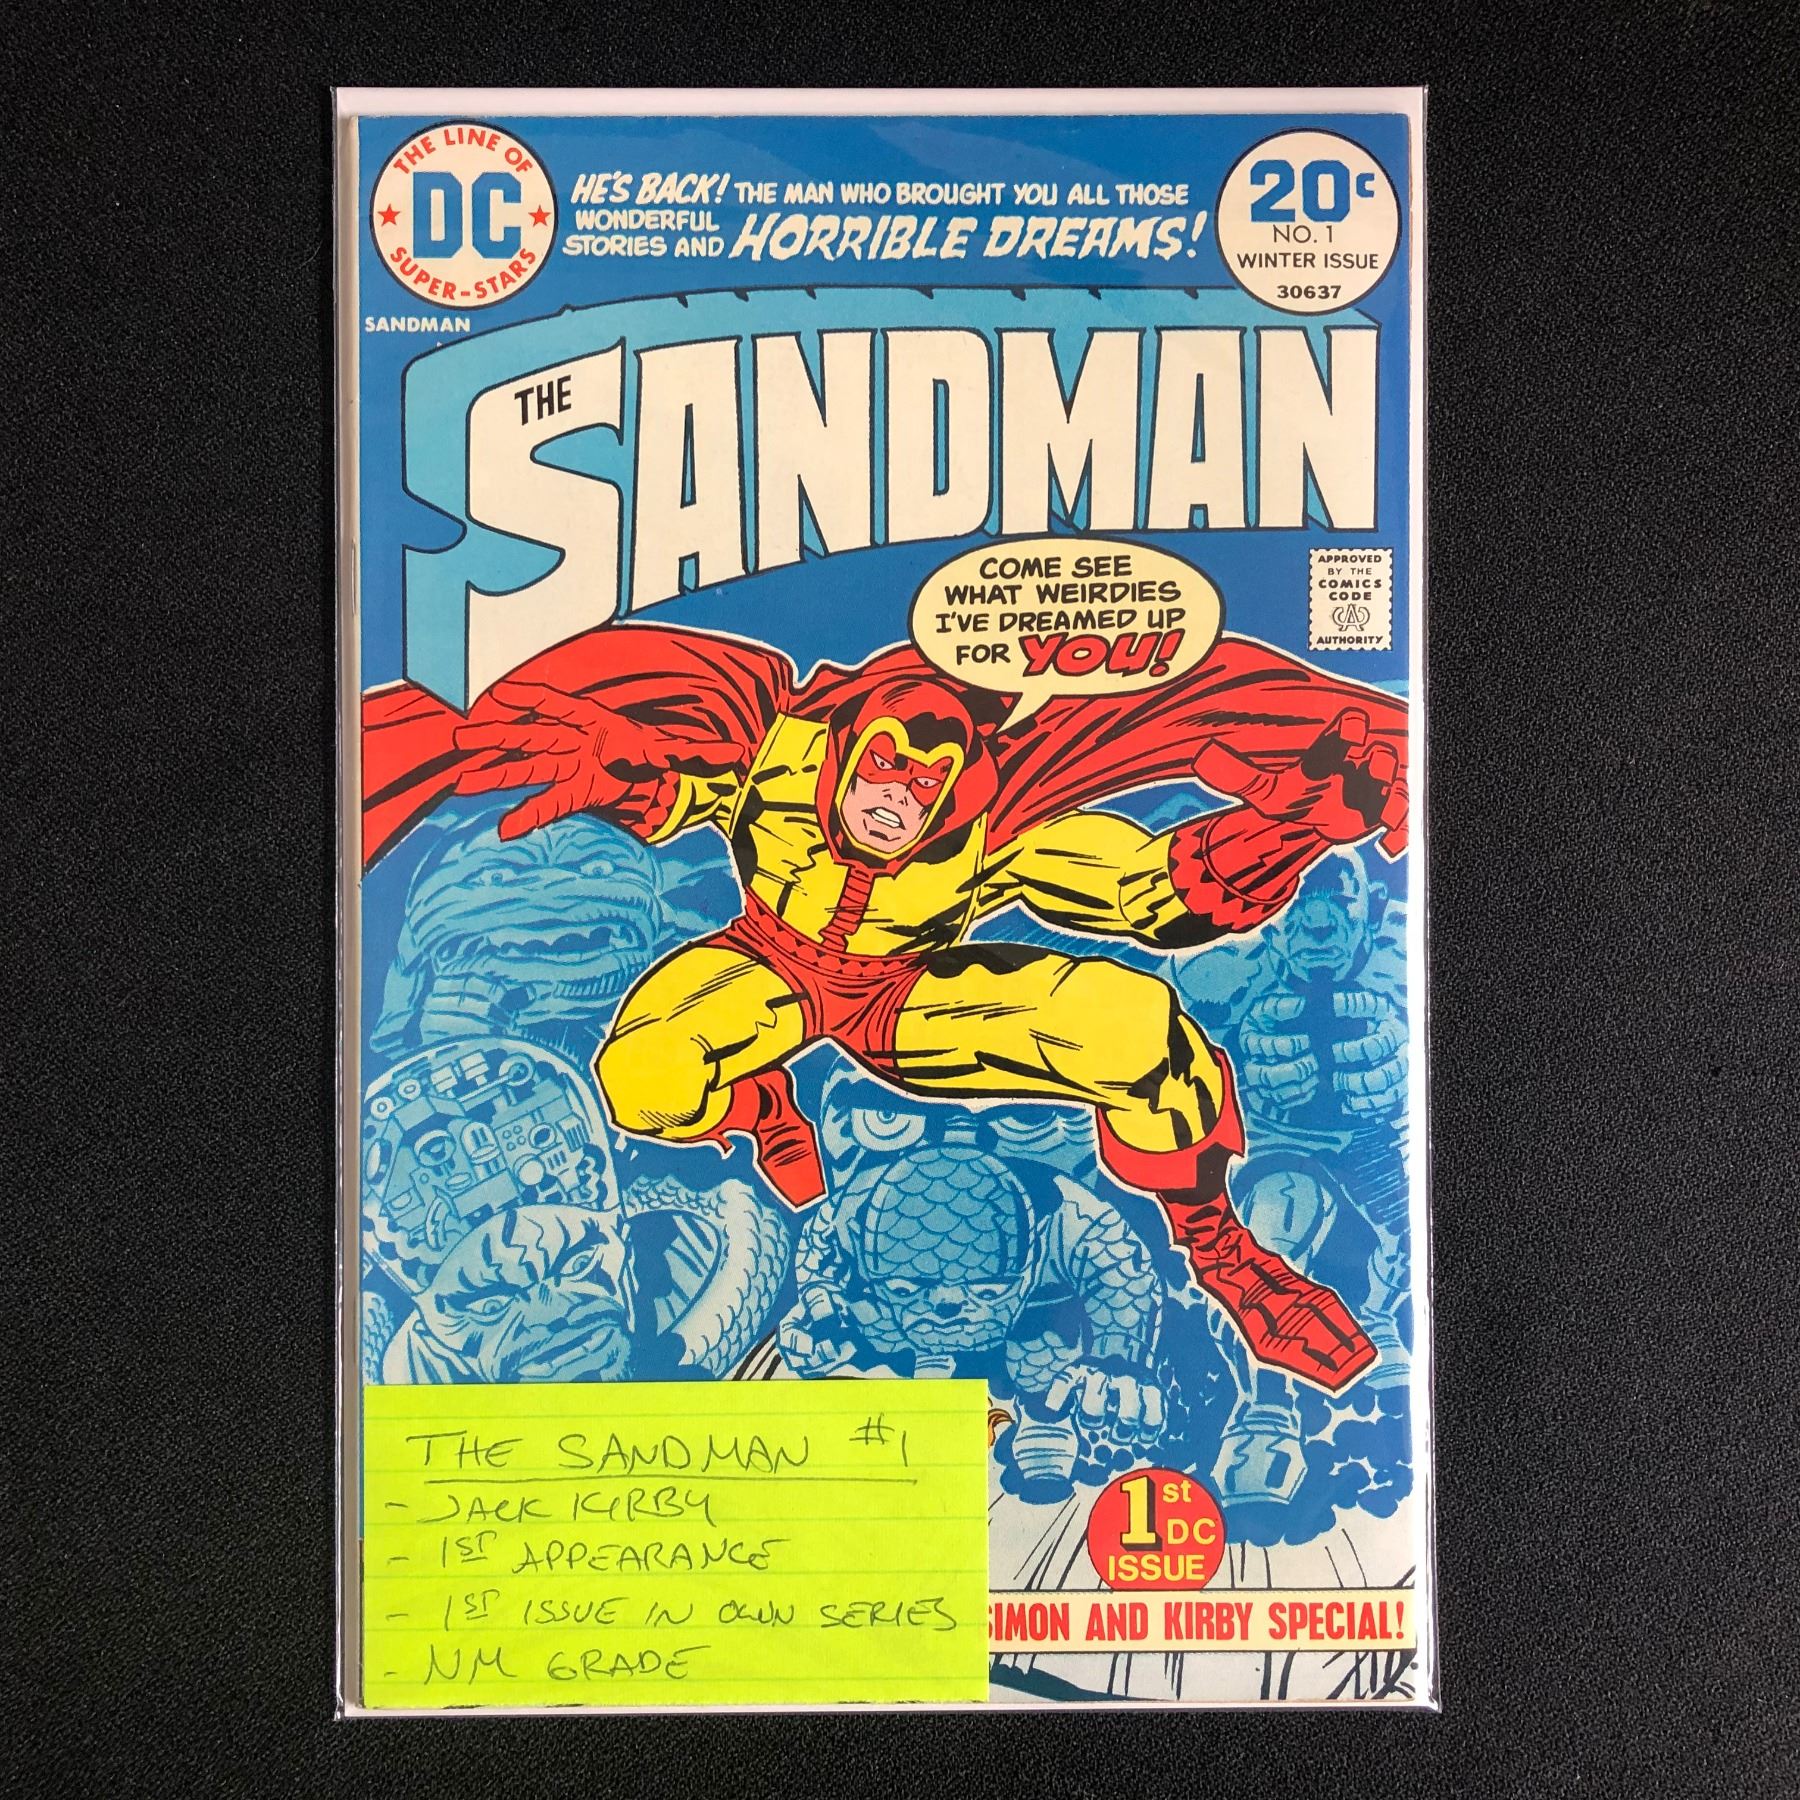 THE LINE OF
DC
SUPER-STARS
HE'S BACK! THE MAN WHO BROUGHT YOU ALL THOSE
WONDERFUL
STORIES AND HORRIBLE DREAMS!
20¢
NO. 1
WINTER ISSUE
30637
SANDMAN
THE
SANDMAN
COME SEE
WHAT WEIRDIES
I'VE DREAMED UP
FOR YOU!
APPROVED
BY THE
COMICS
CODE
CA
AUTHORITY
THE SANDMAN #1
- JACK KIRBY
- 1ST APPEARANCE
- 1ST ISSUE IN OWN SERIES
- NM GRADE
1st
DC
ISSUE
SIMON AND KIRBY SPECIAL!